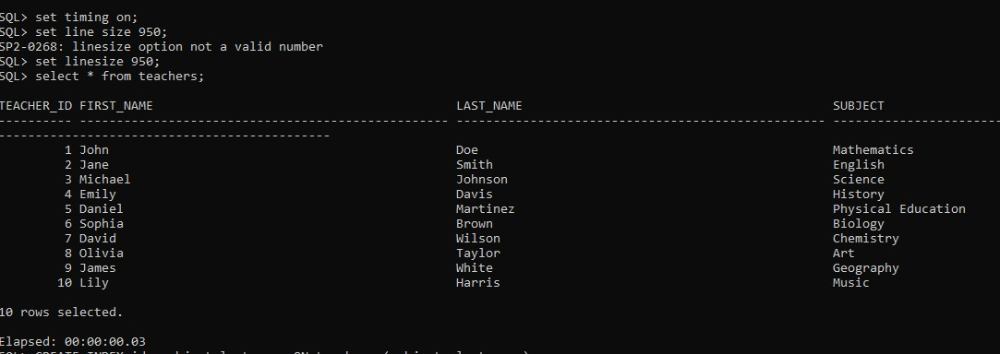 SQL> set timing on;
SQL> set line size 950;
SP2-0268: linesize option not a valid number
SQL> set linesize 950;
SQL> select * from teachers;
TEACHER_ID FIRST_NAME LAST_NAME SUBJECT
---------- -------------------------------------------------- -------------------------------------------------- -----------------------
---------------------------------------------
1 John Doe Mathematics
2 Jane Smith English
3 Michael Johnson Science
4 Emily Davis History
5 Daniel Martinez Physical Education
6 Sophia Brown Biology
7 David Wilson Chemistry
8 Olivia Taylor Art
9 James White Geography
10 Lily Harris Music
10 rows selected.
Elapsed: 00:00:00.03
SQL> CREATE INDEX